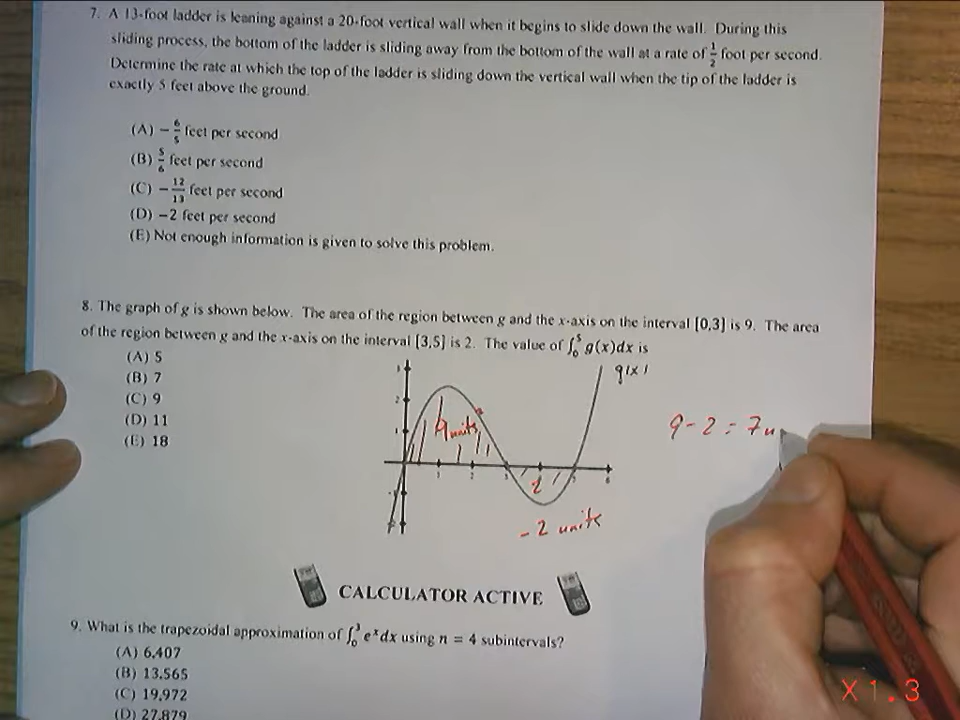 7. A 13-foot ladder is leaning against a 20-foot vertical wall when it begins to slide down the wall. During this
sliding process, the bottom of the ladder is sliding away from the bottom of the wall at a rate of 1/2 foot per second.
Determine the rate at which the top of the ladder is sliding down the vertical wall when the tip of the ladder is
exactly 5 feet above the ground.
(A) −6/5 feet per second
(B) 5/6 feet per second
(C) −12/13 feet per second
(D) −2 feet per second
(E) Not enough information is given to solve this problem.
8. The graph of g is shown below. The area of the region between g and the x-axis on the interval [0,3] is 9. The area
of the region between g and the x-axis on the interval [3,5] is 2. The value of ∫₀⁵ g(x)dx is
(A) 5
(B) 7
(C) 9
(D) 11
(E) 18
g(x)
3
2
1
1 2 3 5 6
9 units
2
- 2 units
9 - 2 = 7 u
CALCULATOR ACTIVE
9. What is the trapezoidal approximation of ∫₀³ eˣdx using n = 4 subintervals?
(A) 6.407
(B) 13.565
(C) 19.972
(D) 27.879
X1.3